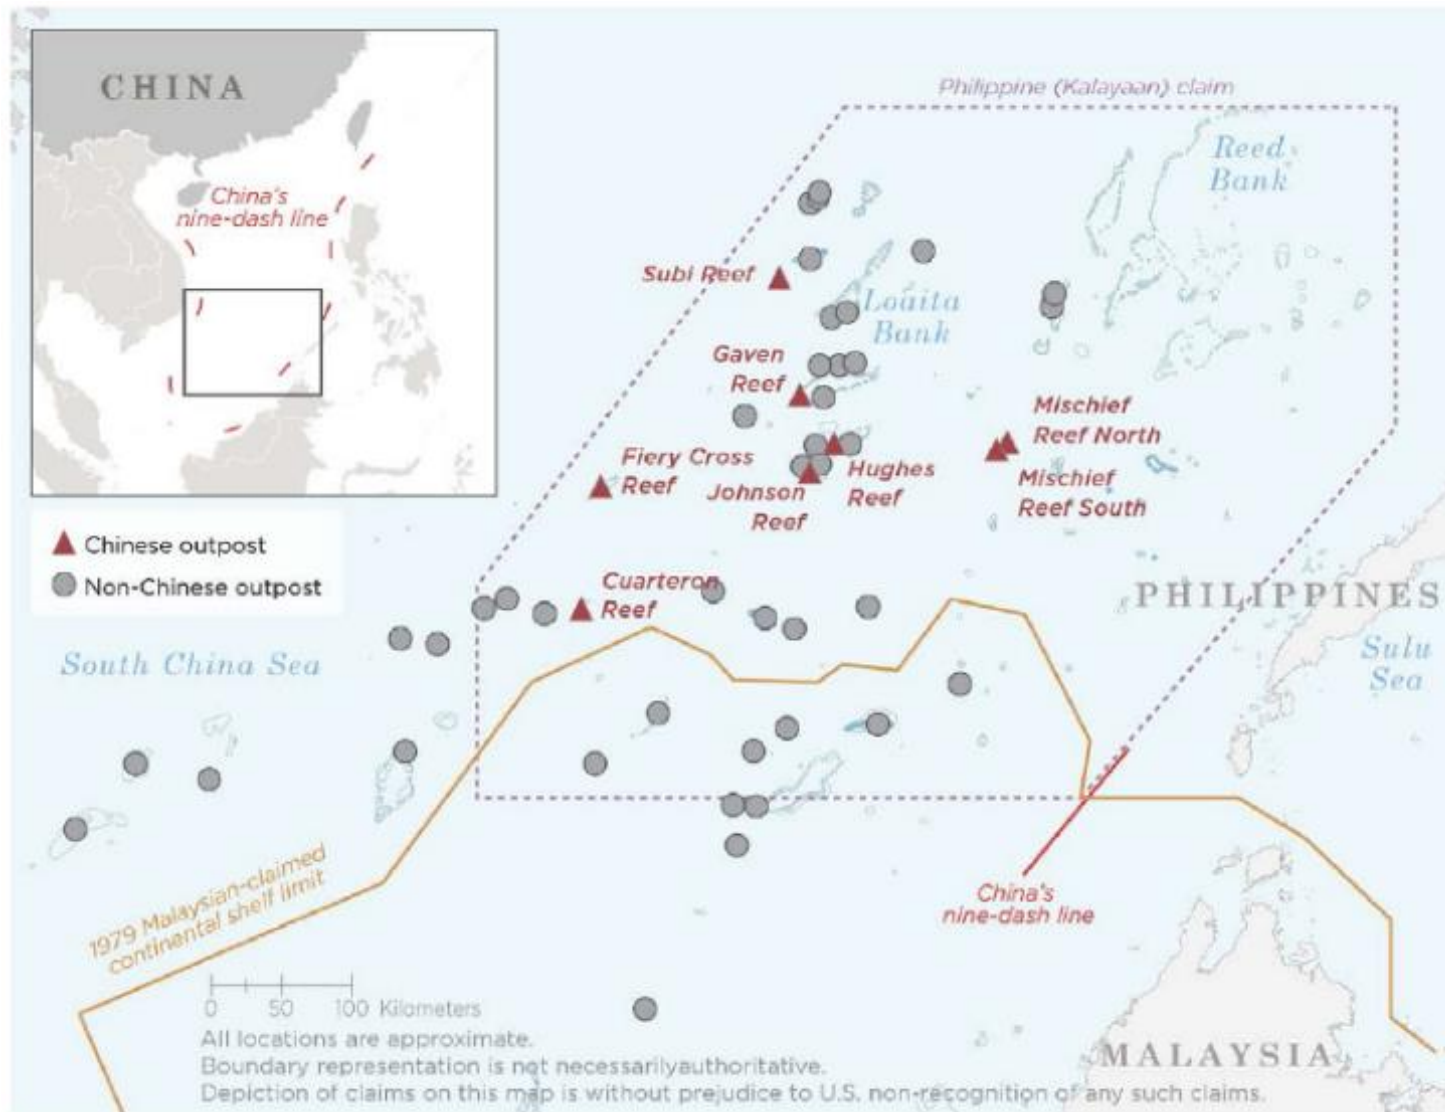 CHINA
China's
nine-dash line
Chinese outpost
Non-Chinese outpost
Philippine (Kalayaan) claim
Reed
Bank
Subi Reef
Loaita
Bank
Gaven
Reef
Mischief
Reef North
Fiery Cross
Reef
Hughes
Reef
Johnson
Reef
Mischief
Reef South
Cuarteron
Reef
PHILIPPINES
South China Sea
Sulu
Sea
1979 Malaysian-claimed
continental shelf limit
China's
nine-dash line
0 50 100 Kilometers
MALAYSIA
All locations are approximate.
Boundary representation is not necessarilyauthoritative.
Depiction of claims on this map is without prejudice to U.S. non-recognition of any such claims.